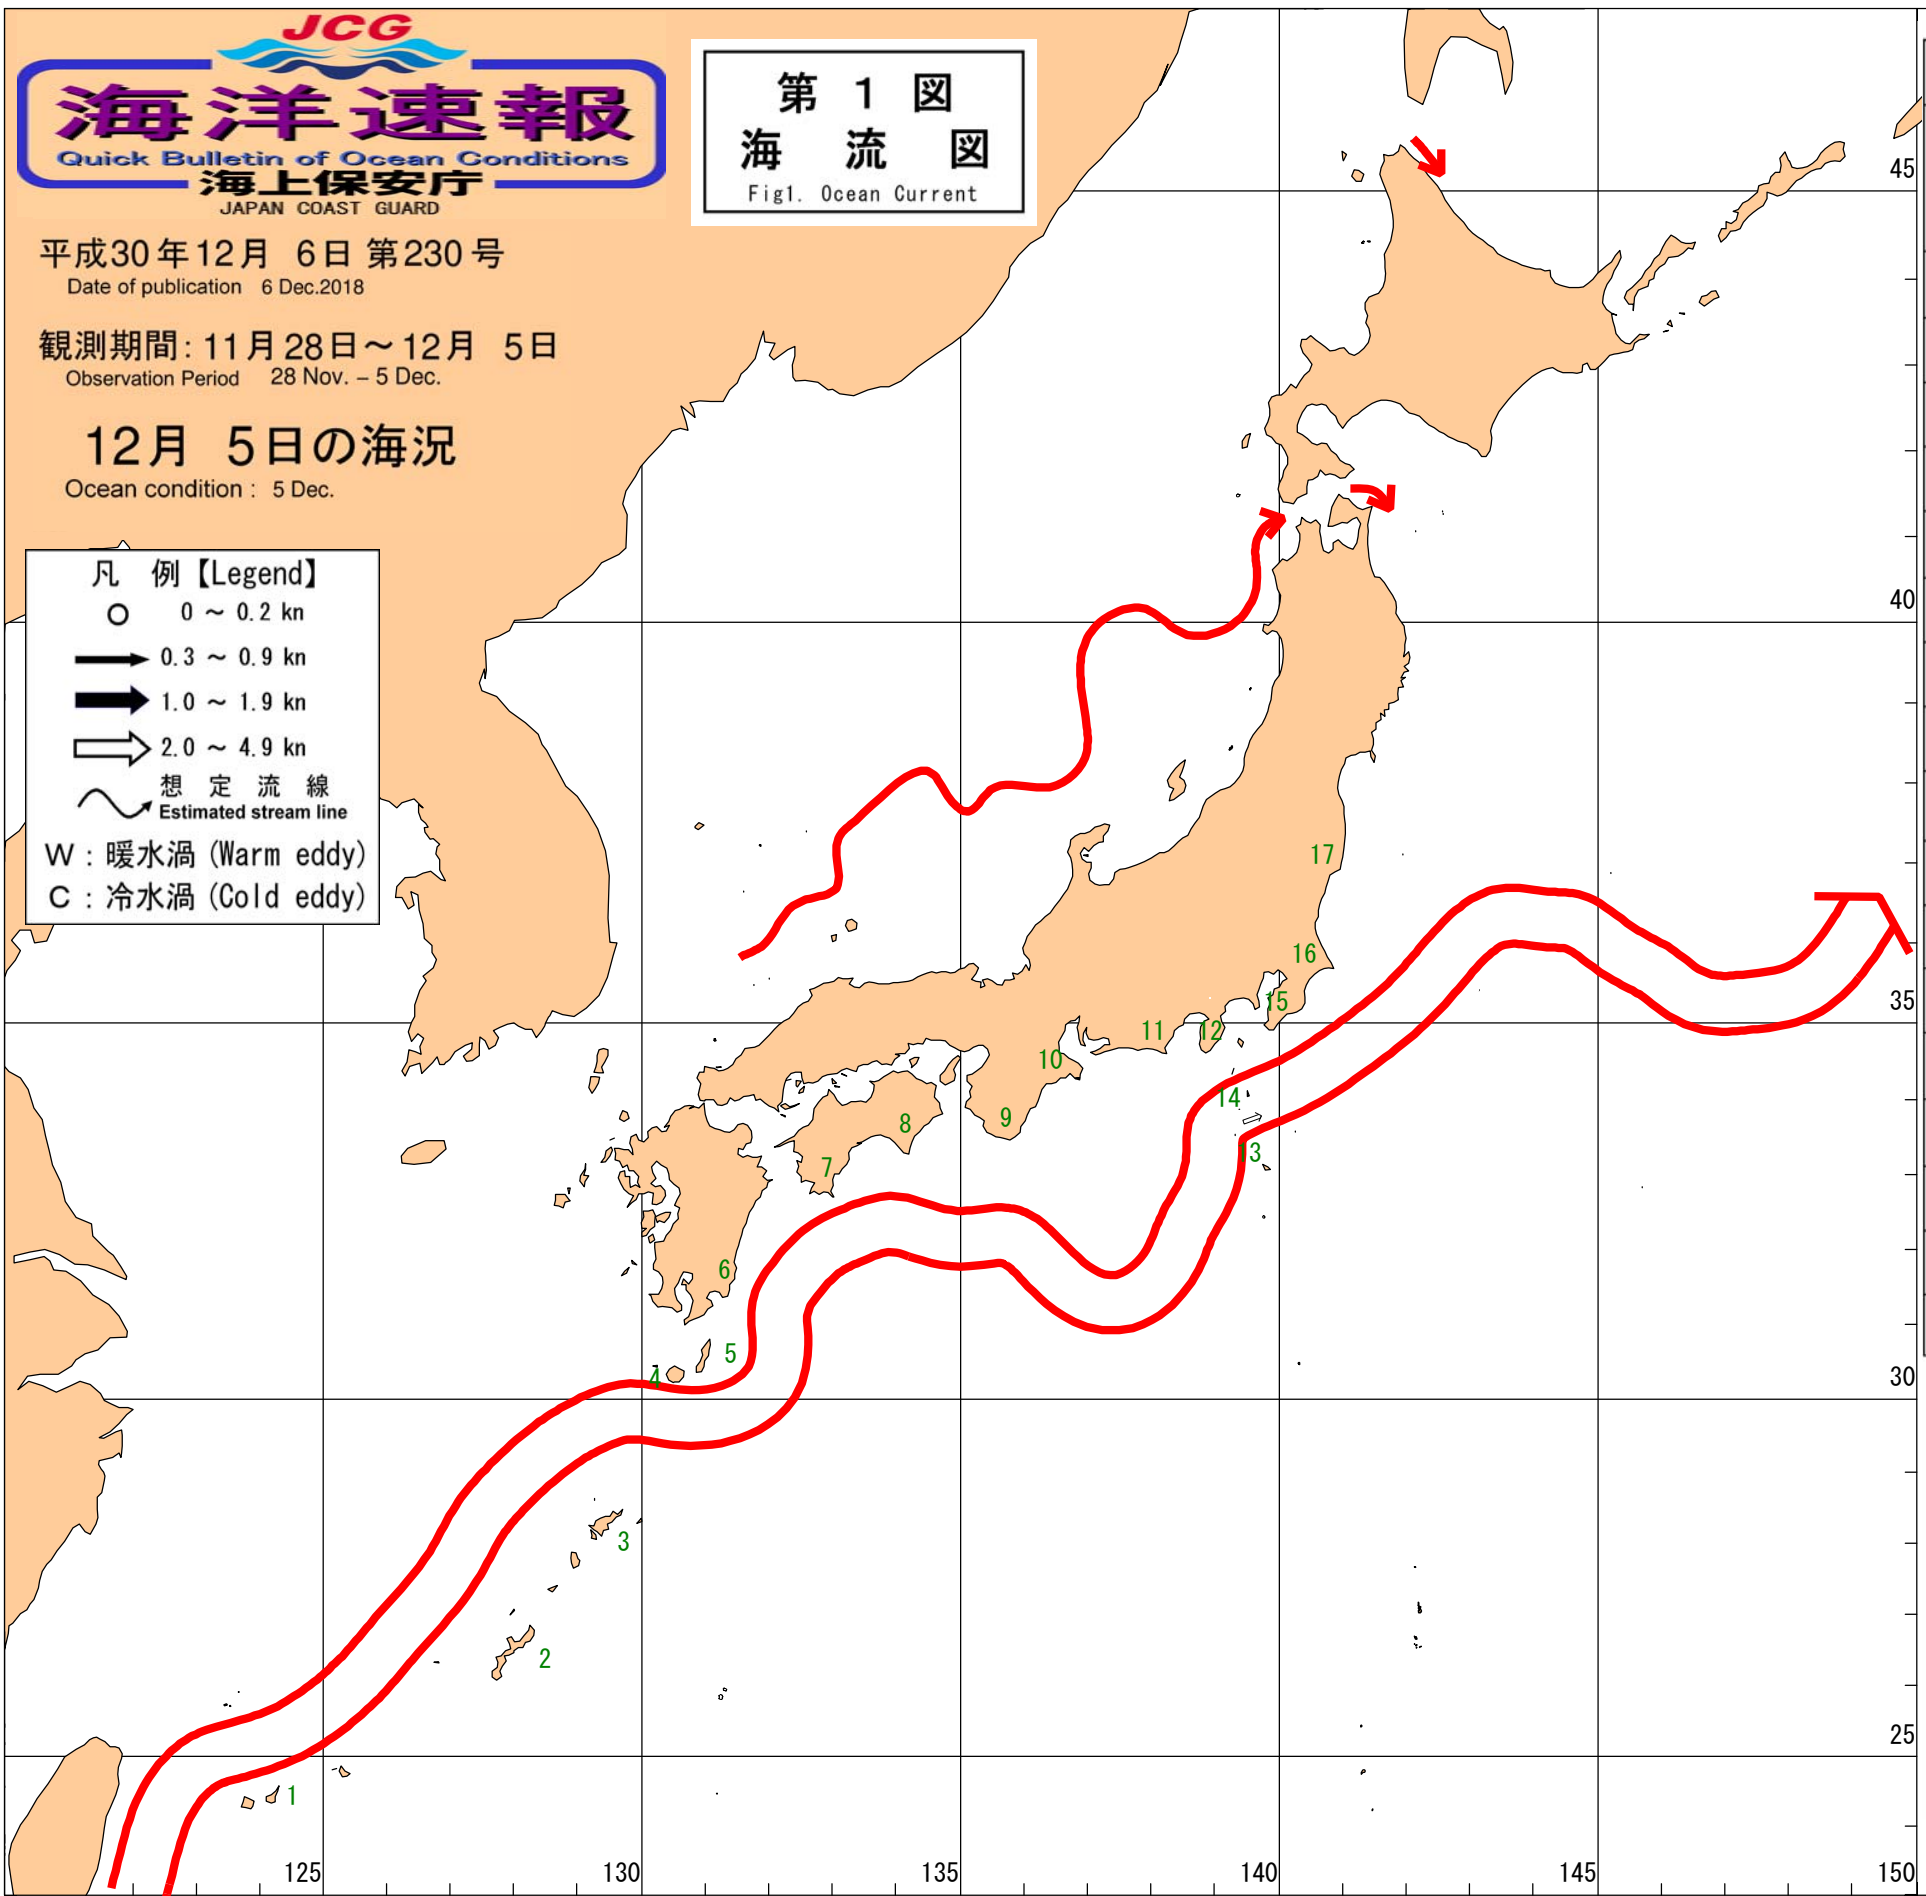 JCG
海洋速報
Quick Bulletin of Ocean Conditions
海上保安庁
JAPAN COAST GUARD
平成30年12月 6日 第230号
Date of publication 6 Dec.2018
観測期間: 11月28日～12月 5日
Observation Period 28 Nov. – 5 Dec.
12月 5日の海況
Ocean condition : 5 Dec.
第 1 図
海 流 図
Fig1. Ocean Current
凡 例【Legend】
0 ～ 0.2 kn
0.3 ～ 0.9 kn
1.0 ～ 1.9 kn
2.0 ～ 4.9 kn
想 定 流 線
Estimated stream line
W : 暖水渦 (Warm eddy)
C : 冷水渦 (Cold eddy)
45
40
35
30
25
17
16
15
11
12
10
14
8
9
13
7
6
5
4
3
2
1
125
130
135
140
145
150